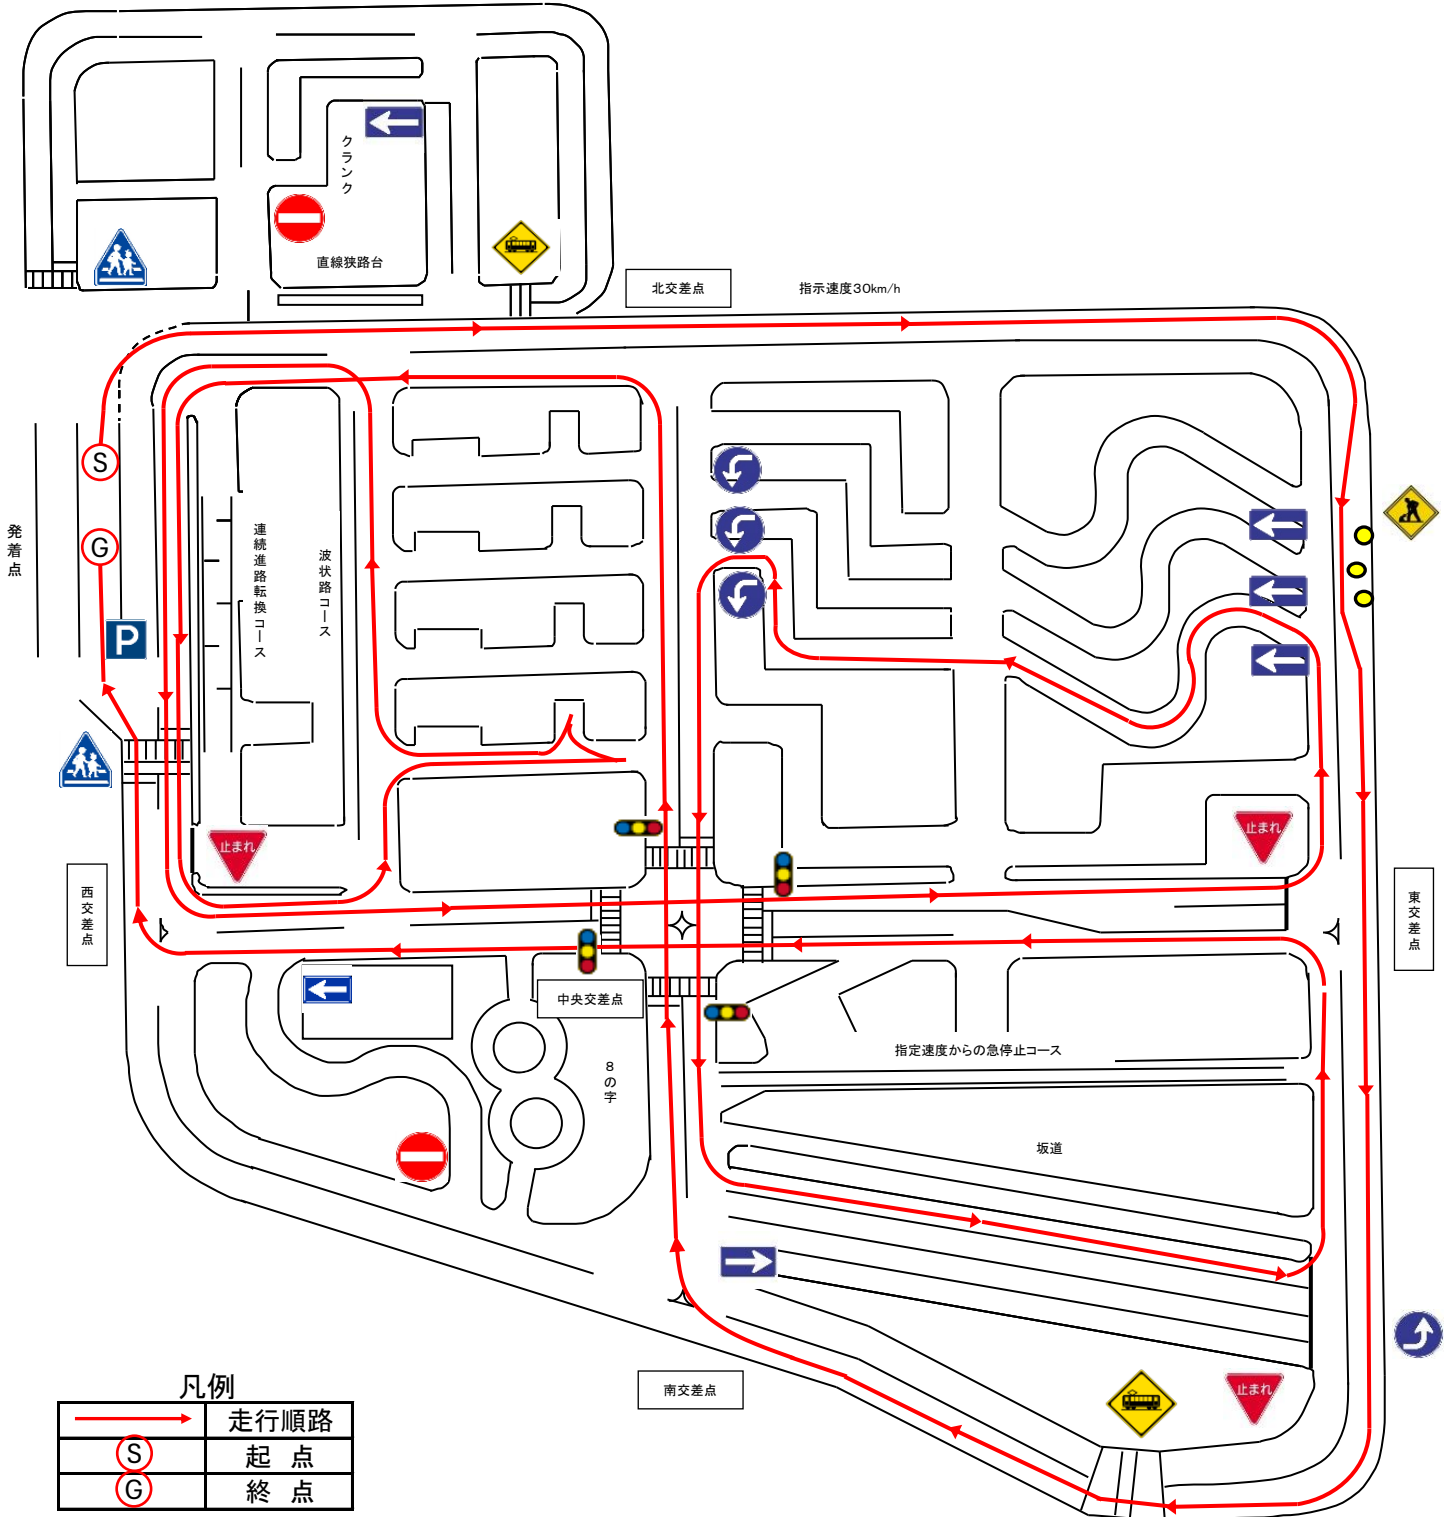 クランク
直線狭路台
北交差点
指示速度30km/h
S
発着点
G
連続進路転換コース
波状路コース
P
止まれ
止まれ
西交差点
東交差点
中央交差点
8の字
指定速度からの急停止コース
坂道
南交差点
止まれ
凡例
走行順路
S
起 点
G
終 点